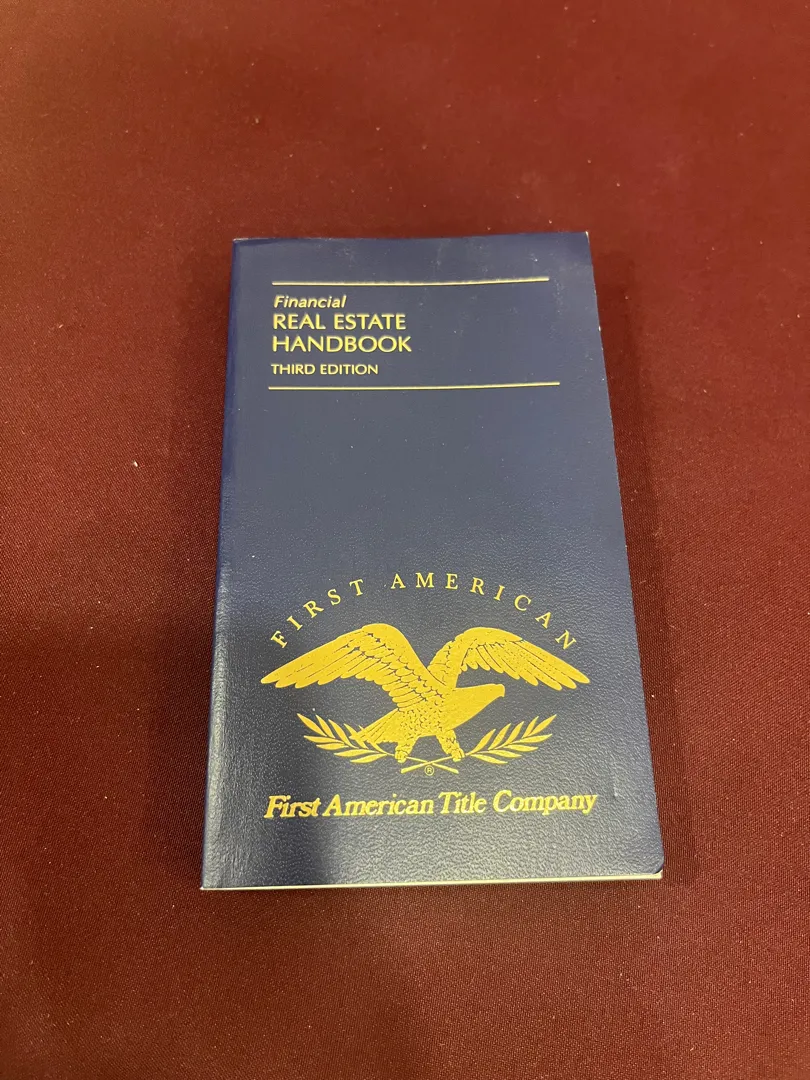 Financial
REAL ESTATE
HANDBOOK
THIRD EDITION
FIRST AMERICAN
®
First American Title Company